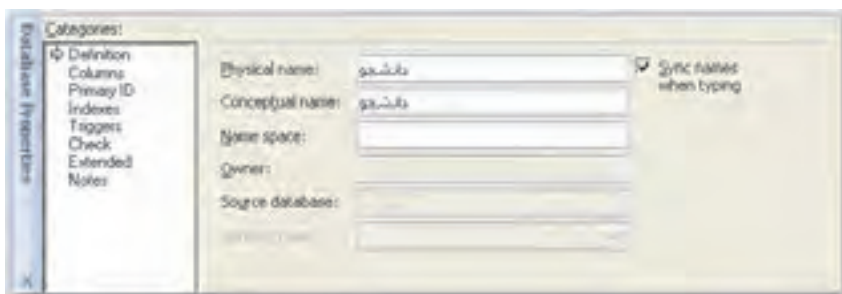 Database Properties
Categories:
Definition
Columns
Primary ID
Indexes
Triggers
Check
Extended
Notes
Physical name: دانشجو
Conceptual name: دانشجو
Name space:
Owner:
Source database:
Sync names
when typing